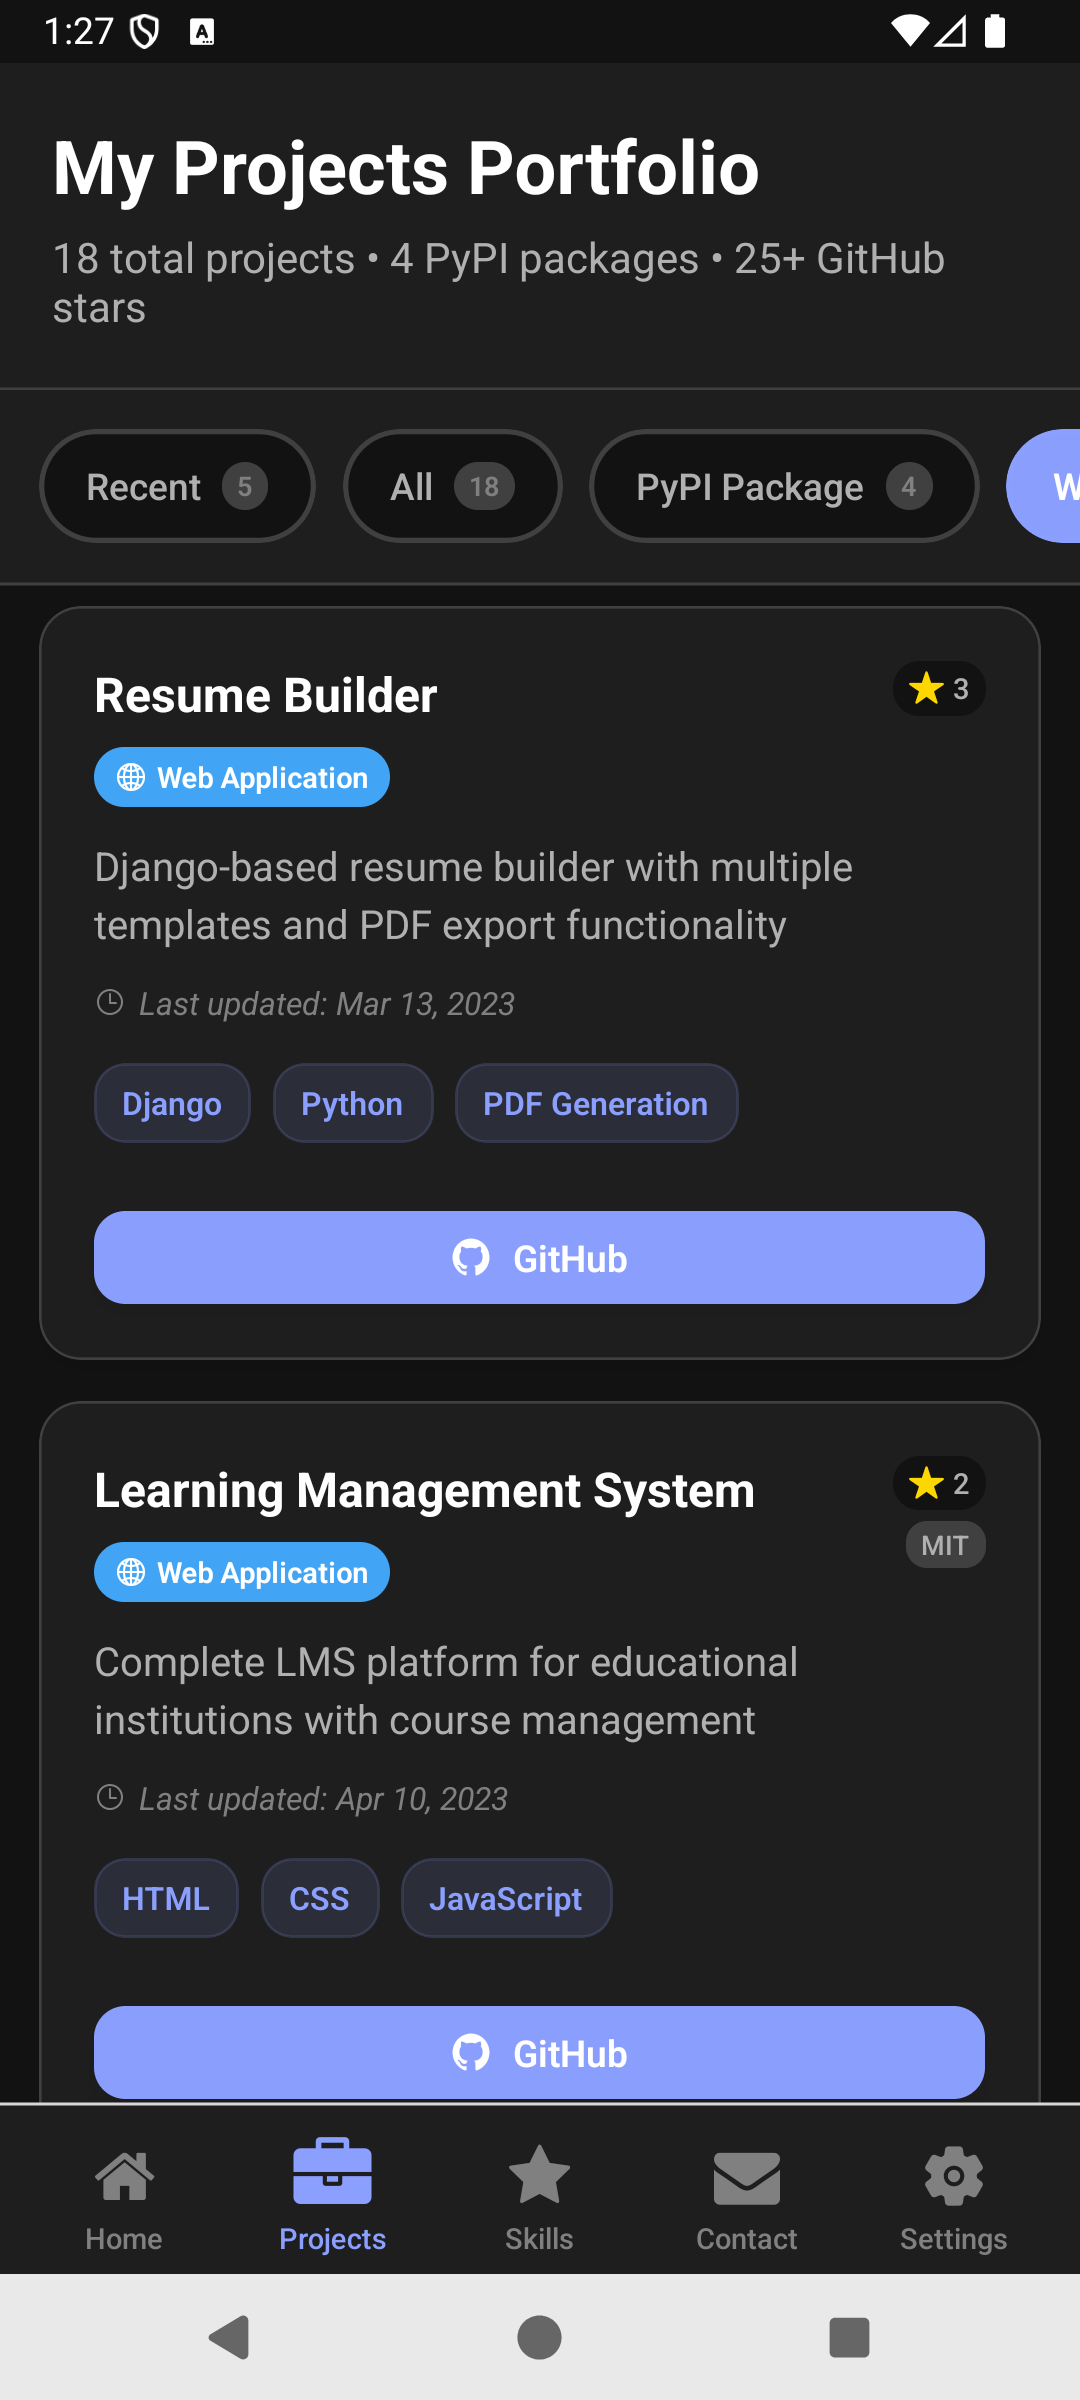 1:27
My Projects Portfolio
18 total projects • 4 PyPI packages • 25+ GitHub
stars
Recent 5 All 18 PyPI Package 4 W
Resume Builder 3
Web Application
Django-based resume builder with multiple
templates and PDF export functionality
Last updated: Mar 13, 2023
Django Python PDF Generation
GitHub
Learning Management System 2
MIT
Web Application
Complete LMS platform for educational
institutions with course management
Last updated: Apr 10, 2023
HTML CSS JavaScript
GitHub
Home Projects Skills Contact Settings